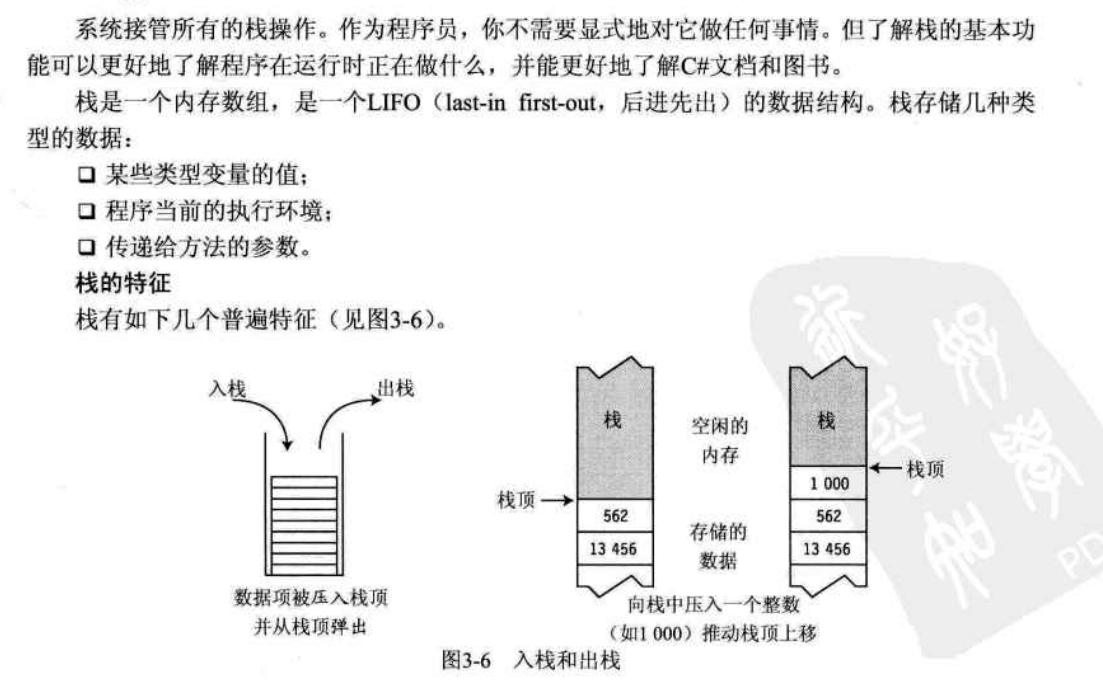 系统接管所有的栈操作。作为程序员，你不需要显式地对它做任何事情。但了解栈的基本功
能可以更好地了解程序在运行时正在做什么，并能更好地了解C#文档和图书。
栈是一个内存数组，是一个LIFO（last-in first-out，后进先出）的数据结构。栈存储几种类
型的数据：
❑ 某些类型变量的值；
❑ 程序当前的执行环境；
❑ 传递给方法的参数。
栈的特征
栈有如下几个普遍特征（见图3-6）。
入栈
出栈
数据项被压入栈顶
并从栈顶弹出
栈
栈顶
562
13 456
空闲的
内存
存储的
数据
栈
栈顶
1 000
562
13 456
向栈中压入一个整数
（如1 000）推动栈顶上移
图3-6 入栈和出栈
PD